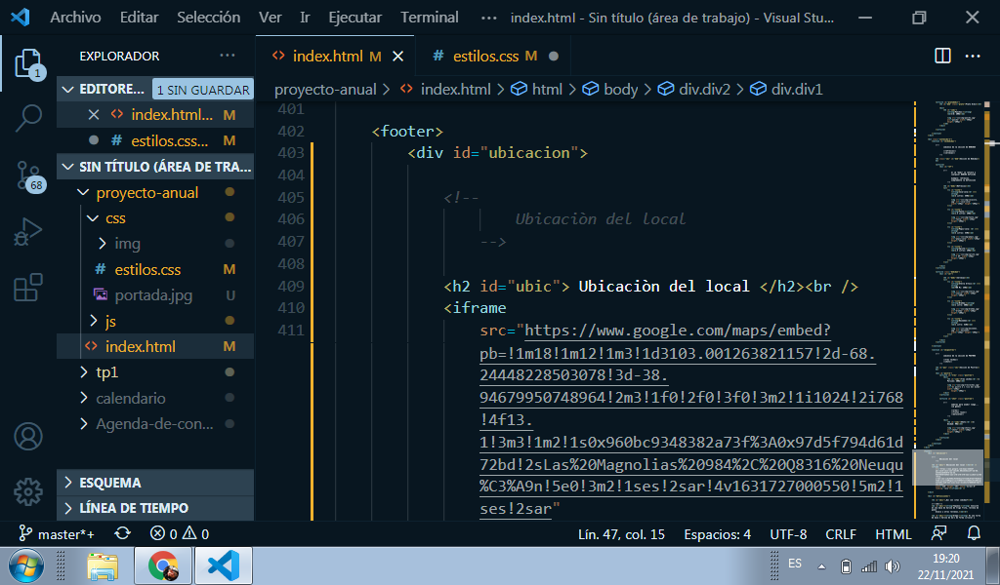 Archivo Editar Selección Ver Ir Ejecutar Terminal ··· index.html - Sin título (área de trabajo) - Visual Stu...
EXPLORADOR ···
index.html M
# estilos.css M
EDITORE... 1 SIN GUARDAR
proyecto-anual > index.html > html > body > div.div2 > div.div1
index.html... M
# estilos.css... M
SIN TÍTULO (ÁREA DE TRA...
proyecto-anual
css
img
# estilos.css M
portada.jpg U
js
index.html M
tp1
calendario
Agenda-de-con...
ESQUEMA
LÍNEA DE TIEMPO
1
68
401
402 <footer>
403 <div id="ubicacion">
404
405 <!--
406 Ubicaciòn del local
407 -->
408
409 <h2 id="ubic"> Ubicaciòn del local </h2><br />
410 <iframe
411 src="https://www.google.com/maps/embed?
pb=!1m18!1m12!1m3!1d3103.001263821157!2d-68.
24448228503078!3d-38.
94679950748964!2m3!1f0!2f0!3f0!3m2!1i1024!2i768
!4f13.
1!3m3!1m2!1s0x960bc9348382a73f%3A0x97d5f794d61d
72bd!2sLas%20Magnolias%20984%2C%20Q8316%20Neuqu
%C3%A9n!5e0!3m2!1ses!2sar!4v1631727000550!5m2!1
ses!2sar"
master*+ 0 0 Lín. 47, col. 15 Espacios: 4 UTF-8 CRLF HTML
ES 19:20
22/11/2021